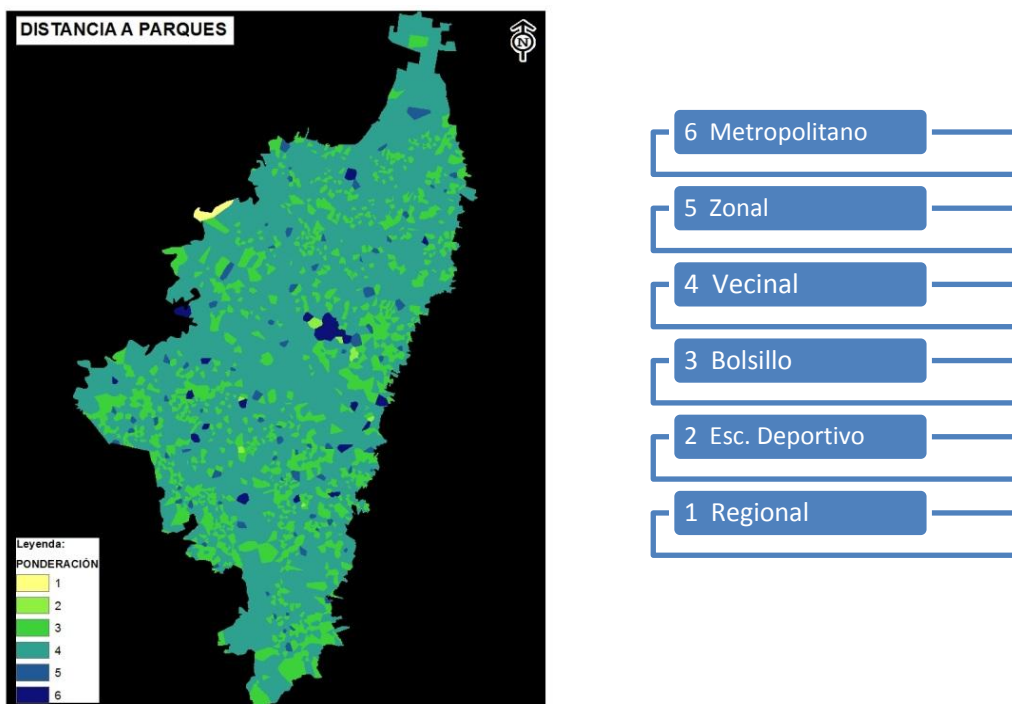 DISTANCIA A PARQUES
N
Leyenda:
PONDERACIÓN
1
2
3
4
5
6
6 Metropolitano
5 Zonal
4 Vecinal
3 Bolsillo
2 Esc. Deportivo
1 Regional